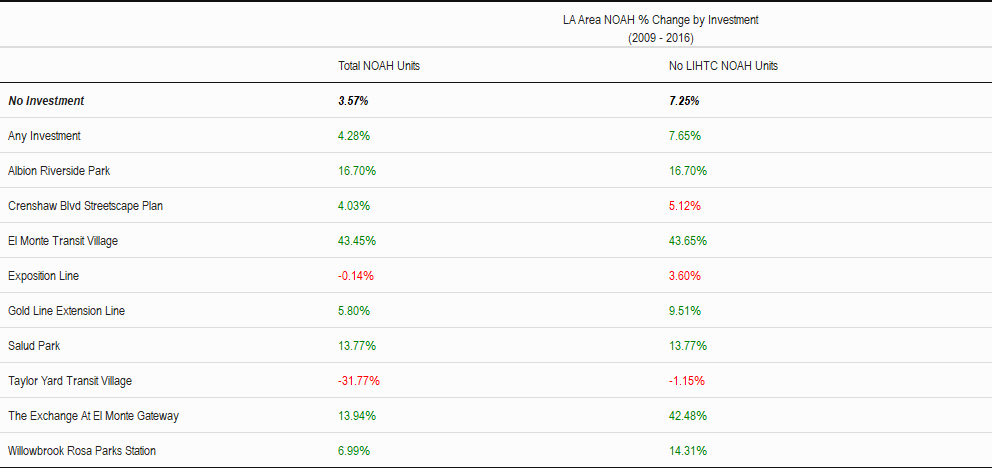 LA Area NOAH % Change by Investment
(2009 - 2016)
Total NOAH Units No LIHTC NOAH Units
No Investment 3.57% 7.25%
Any Investment 4.28% 7.65%
Albion Riverside Park 16.70% 16.70%
Crenshaw Blvd Streetscape Plan 4.03% 5.12%
El Monte Transit Village 43.45% 43.65%
Exposition Line -0.14% 3.60%
Gold Line Extension Line 5.80% 9.51%
Salud Park 13.77% 13.77%
Taylor Yard Transit Village -31.77% -1.15%
The Exchange At El Monte Gateway 13.94% 42.48%
Willowbrook Rosa Parks Station 6.99% 14.31%